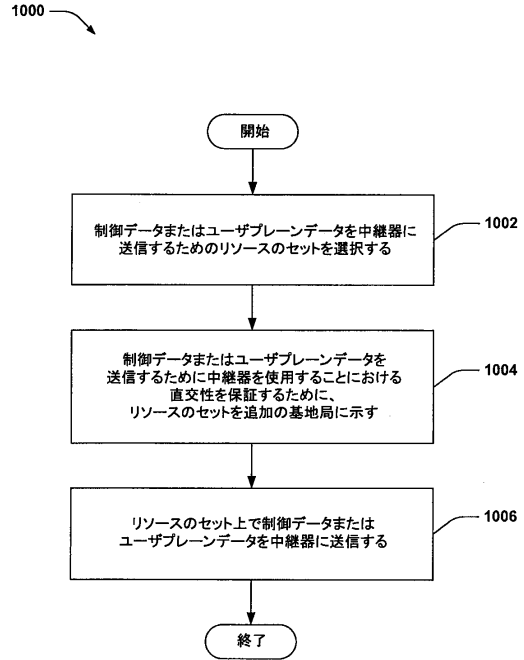 1000
開始
制御データまたはユーザプレーンデータを中継器に
送信するためのリソースのセットを選択する
1002
制御データまたはユーザプレーンデータを
送信するために中継器を使用することにおける
直交性を保証するために、
リソースのセットを追加の基地局に示す
1004
リソースのセット上で制御データまたは
ユーザプレーンデータを中継器に送信する
1006
終了